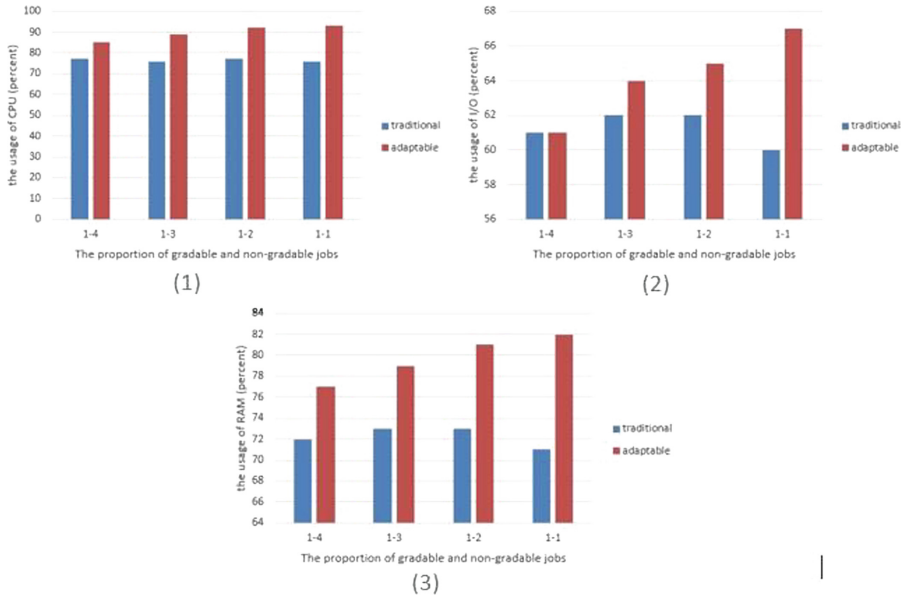 100
90
80
70
60
50
40
30
20
10
0
the usage of CPU (percent)
1-4 1-3 1-2 1-1
The proportion of gradable and non-gradable jobs
traditional
adaptable
(1)
68
66
64
62
60
58
56
the usage of I/O (percent)
1-4 1-3 1-2 1-1
The proportion of gradable and non-gradable jobs
traditional
adaptable
(2)
84
82
80
78
76
74
72
70
68
66
64
the usage of RAM (percent)
1-4 1-3 1-2 1-1
The proportion of gradable and non-gradable jobs
traditional
adaptable
(3)